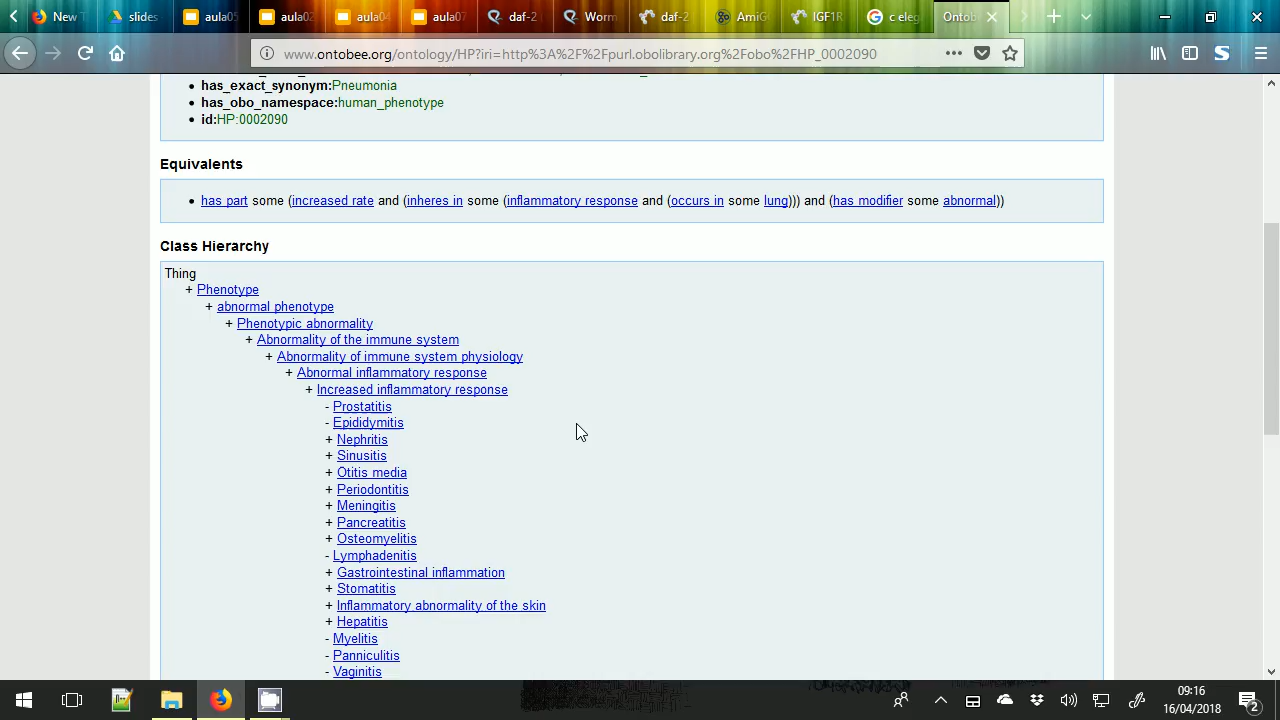 New T
slides
aula05
aula02
aula04
aula07
daf-2
Worm
daf-2
AmiG
IGF1R
c eleg
Ontob
www.ontobee.org/ontology/HP?iri=http%3A%2F%2Fpurl.obolibrary.org%2Fobo%2FHP_0002090
• has_exact_synonym:Pneumonia
• has_obo_namespace:human_phenotype
• id:HP:0002090
Equivalents
• has part some (increased rate and (inheres in some (inflammatory response and (occurs in some lung))) and (has modifier some abnormal))
Class Hierarchy
Thing
+ Phenotype
+ abnormal phenotype
+ Phenotypic abnormality
+ Abnormality of the immune system
+ Abnormality of immune system physiology
+ Abnormal inflammatory response
+ Increased inflammatory response
- Prostatitis
- Epididymitis
+ Nephritis
+ Sinusitis
+ Otitis media
+ Periodontitis
+ Meningitis
+ Pancreatitis
+ Osteomyelitis
- Lymphadenitis
+ Gastrointestinal inflammation
+ Stomatitis
+ Inflammatory abnormality of the skin
+ Hepatitis
- Myelitis
- Panniculitis
- Vaginitis
09:16
16/04/2018
2